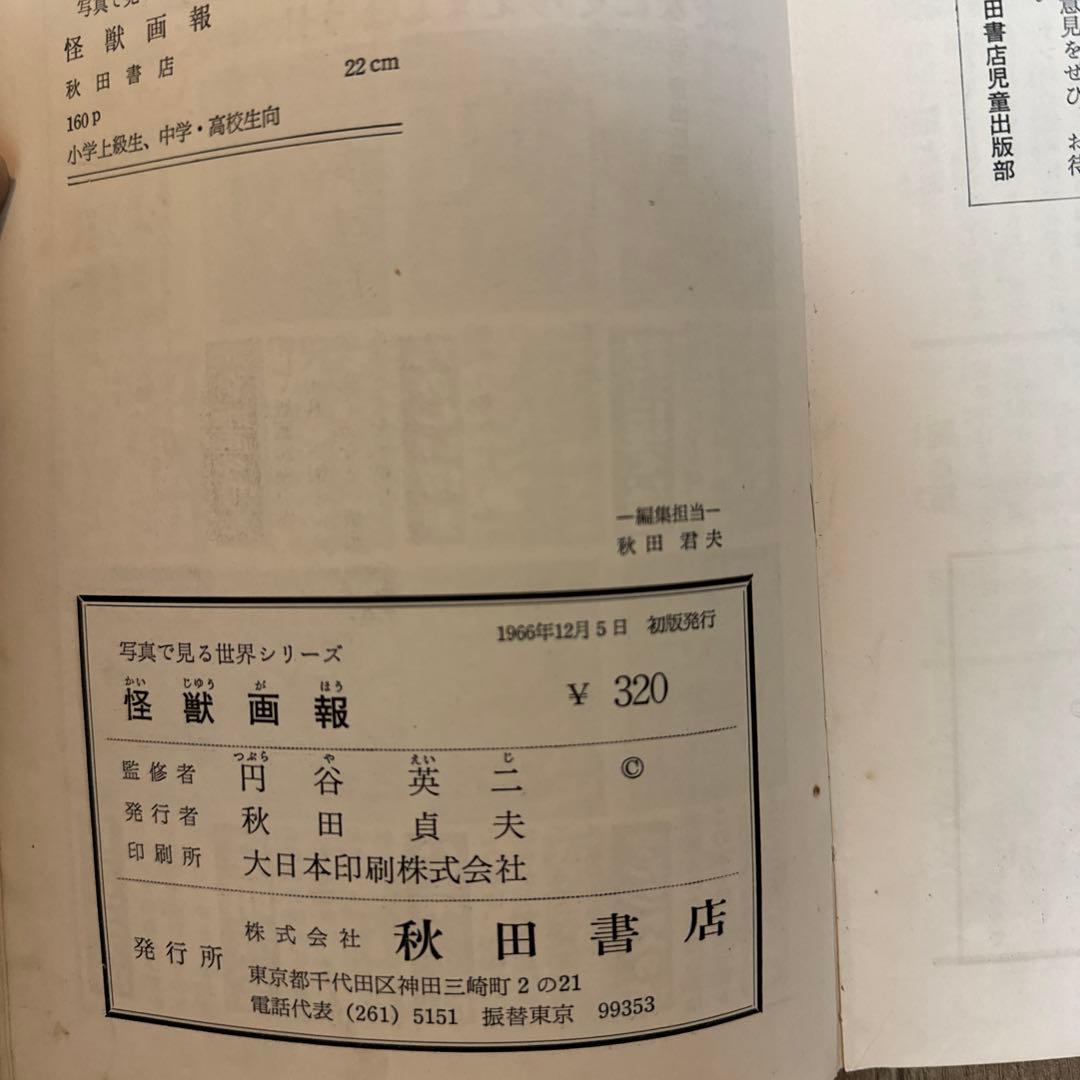 写真で見
怪獣画報
秋田書店
22cm
160p
小学上級生、中学・高校生向
―編集担当―
秋田君夫
写真で見る世界シリーズ
1966年12月5日 初版発行
かい じゅう が ほう
怪獣画報
¥ 320
つぶら や えい じ
監修者 円谷英二 ©
発行者 秋田貞夫
印刷所 大日本印刷株式会社
発行所 株式会社 秋田書店
東京都千代田区神田三崎町2の21
電話代表(261)5151 振替東京 99353
意見をぜひ お待
田書店児童出版部